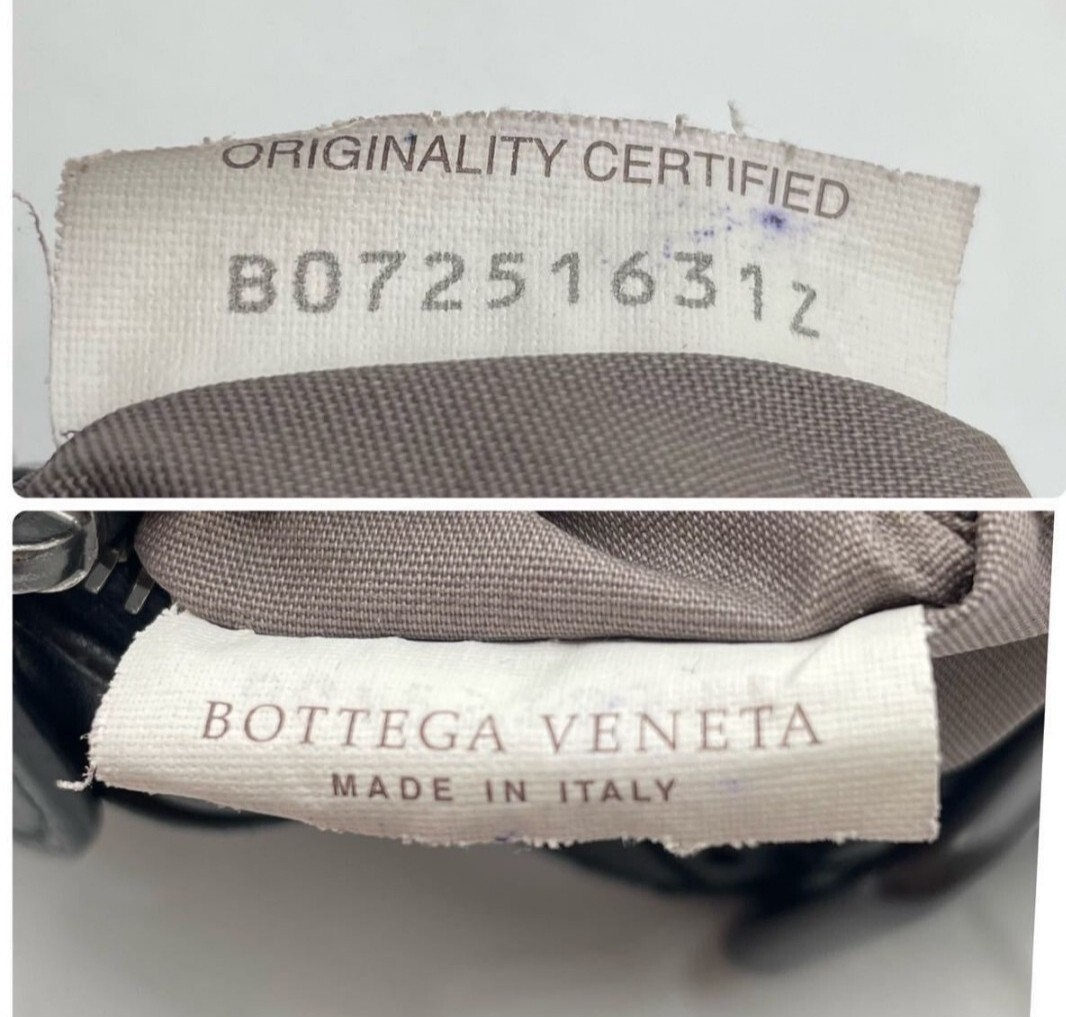 ORIGINALITY CERTIFIED
B07251631Z
BOTTEGA VENETA
MADE IN ITALY